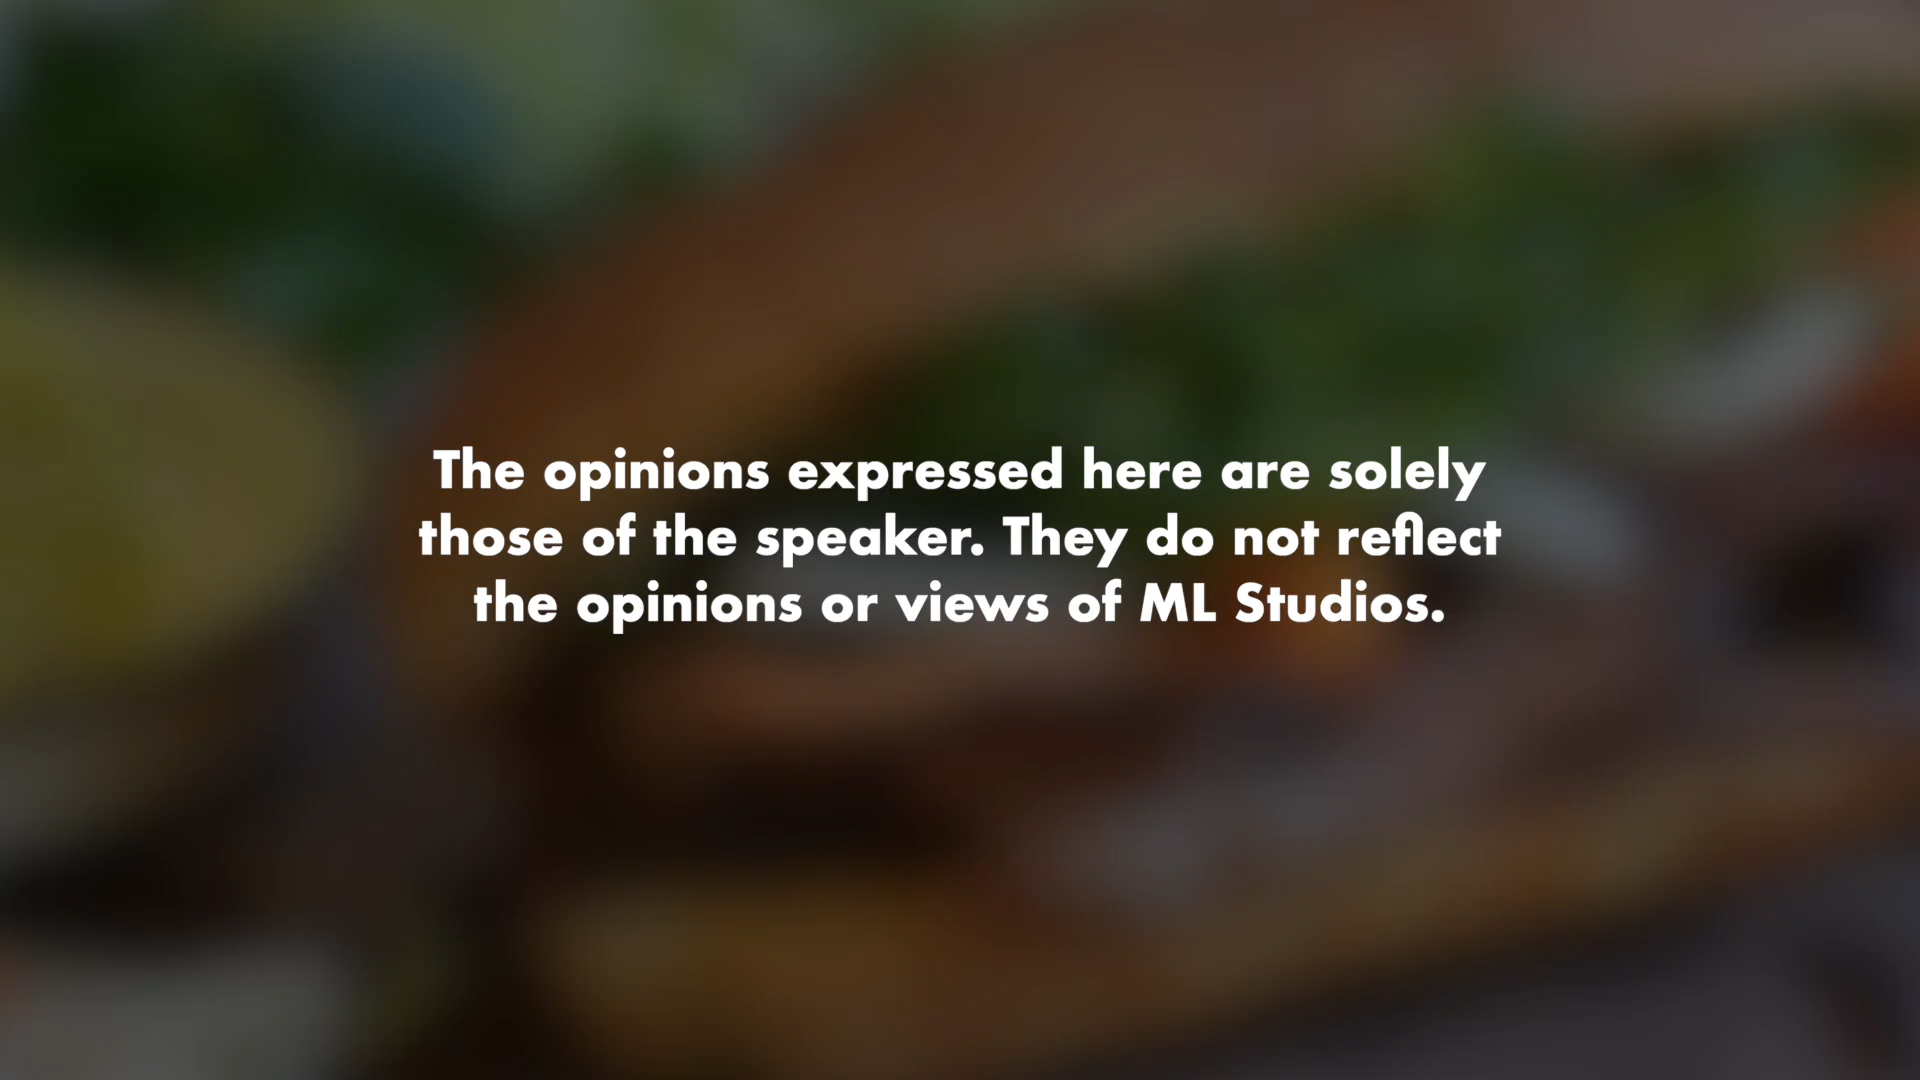 The opinions expressed here are solely
those of the speaker. They do not reflect
the opinions or views of ML Studios.